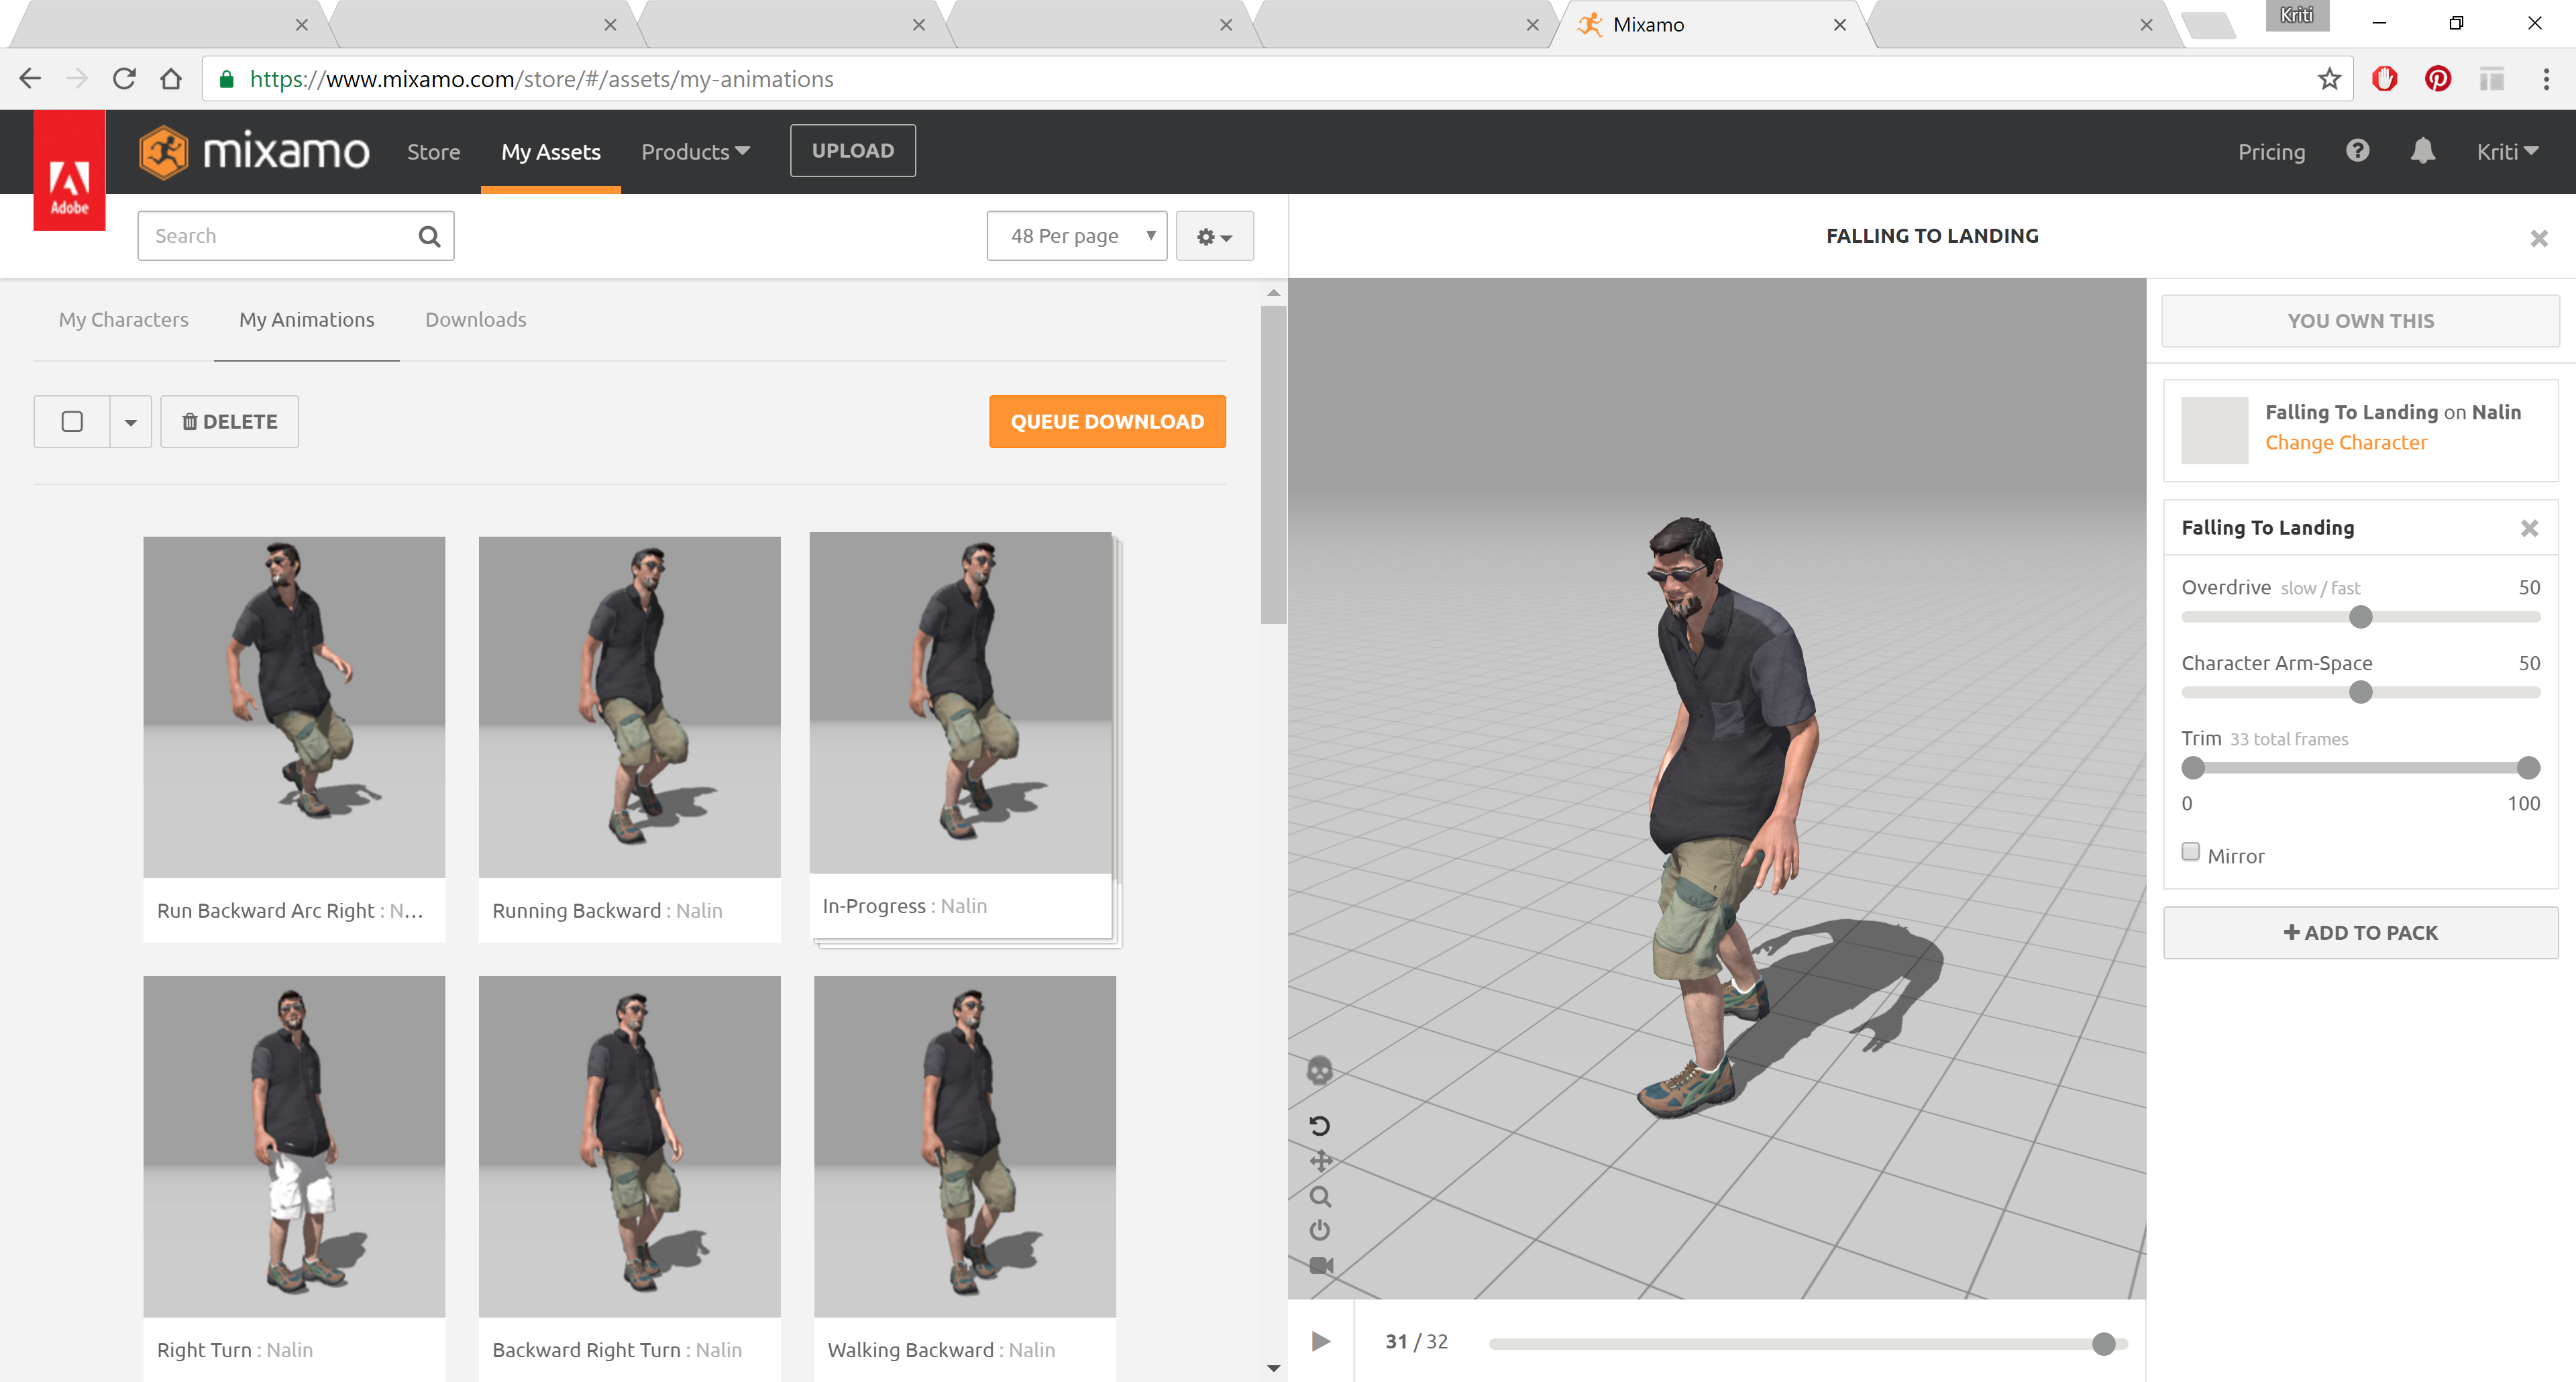 Mixamo
Kriti
https://www.mixamo.com/store/#/assets/my-animations
Adobe
mixamo
Store
My Assets
Products
UPLOAD
Pricing
Kriti
Search
48 Per page
FALLING TO LANDING
My Characters
My Animations
Downloads
YOU OWN THIS
DELETE
QUEUE DOWNLOAD
Falling To Landing on Nalin
Change Character
Falling To Landing
Overdrive slow / fast 50
Character Arm-Space 50
Trim 33 total frames
0 100
Mirror
+ ADD TO PACK
Run Backward Arc Right : N...
Running Backward : Nalin
In-Progress : Nalin
Right Turn : Nalin
Backward Right Turn : Nalin
Walking Backward : Nalin
31 / 32